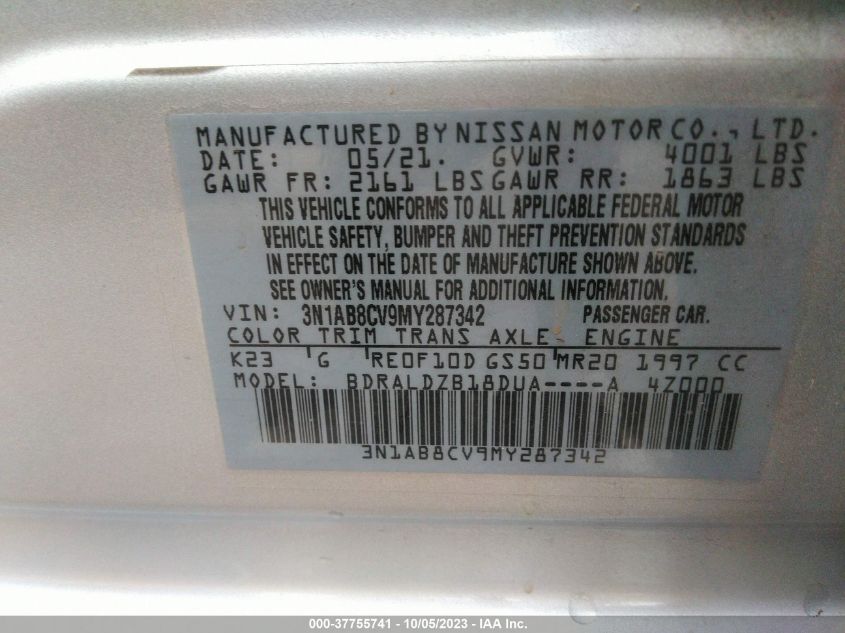 MANUFACTURED BY NISSAN MOTOR CO., LTD.
DATE: 05/21. GVWR: 4001 LBS
GAWR FR: 2161 LBS GAWR RR: 1863 LBS
THIS VEHICLE CONFORMS TO ALL APPLICABLE FEDERAL MOTOR
VEHICLE SAFETY, BUMPER AND THEFT PREVENTION STANDARDS
IN EFFECT ON THE DATE OF MANUFACTURE SHOWN ABOVE.
SEE OWNER'S MANUAL FOR ADDITIONAL INFORMATION.
VIN: 3N1AB8CV9MY287342 PASSENGER CAR.
COLOR TRIM TRANS AXLE ENGINE
K23 G RE0F10D GS50 MR20 1997 CC
MODEL: BDRALDZB18DUA----A 4Z000
3N1AB8CV9MY287342
000-37755741 - 10/05/2023 - IAA Inc.